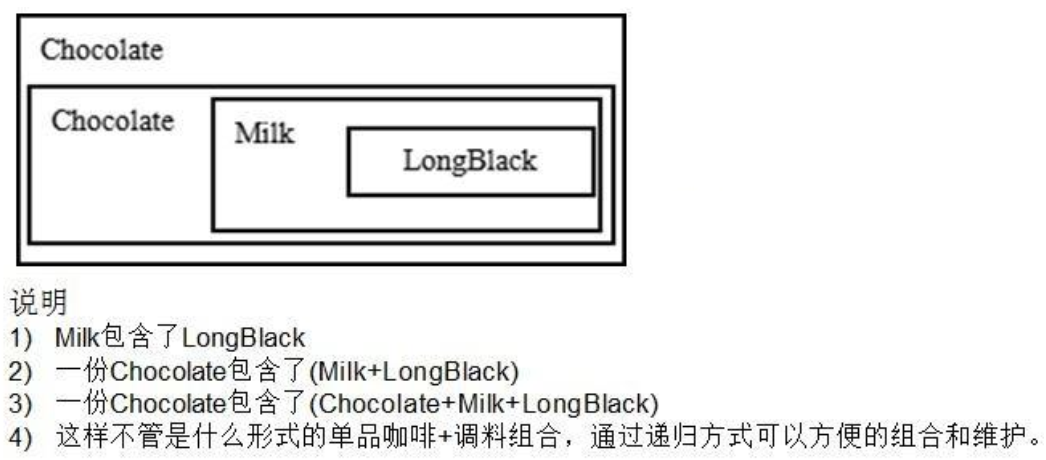 Chocolate
Chocolate
Milk
LongBlack
说明
1) Milk包含了LongBlack
2) 一份Chocolate包含了(Milk+LongBlack)
3) 一份Chocolate包含了(Chocolate+Milk+LongBlack)
4) 这样不管是什么形式的单品咖啡+调料组合，通过递归方式可以方便的组合和维护。